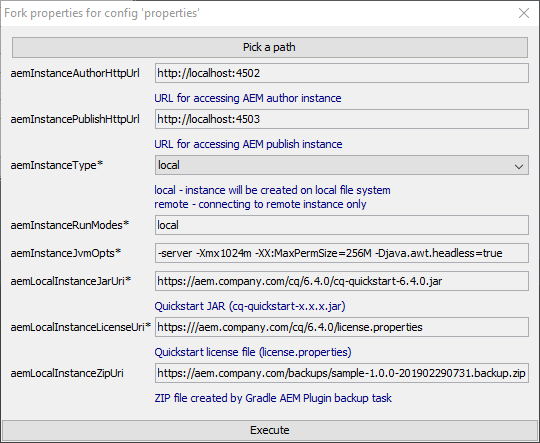 Fork properties for config 'properties'
Pick a path
aemInstanceAuthorHttpUrl http://localhost:4502
URL for accessing AEM author instance
aemInstancePublishHttpUrl http://localhost:4503
URL for accessing AEM publish instance
aemInstanceType* local
local - instance will be created on local file system
remote - connecting to remote instance only
aemInstanceRunModes* local
aemInstanceJvmOpts* -server -Xmx1024m -XX:MaxPermSize=256M -Djava.awt.headless=true
aemLocalInstanceJarUri* https://aem.company.com/cq/6.4.0/cq-quickstart-6.4.0.jar
Quickstart JAR (cq-quickstart-x.x.x.jar)
aemLocalInstanceLicenseUri* https:///aem.company.com/cq/6.4.0/license.properties
Quickstart license file (license.properties)
aemLocalInstanceZipUri https://aem.company.com/backups/sample-1.0.0-201902290731.backup.zip
ZIP file created by Gradle AEM Plugin backup task
Execute